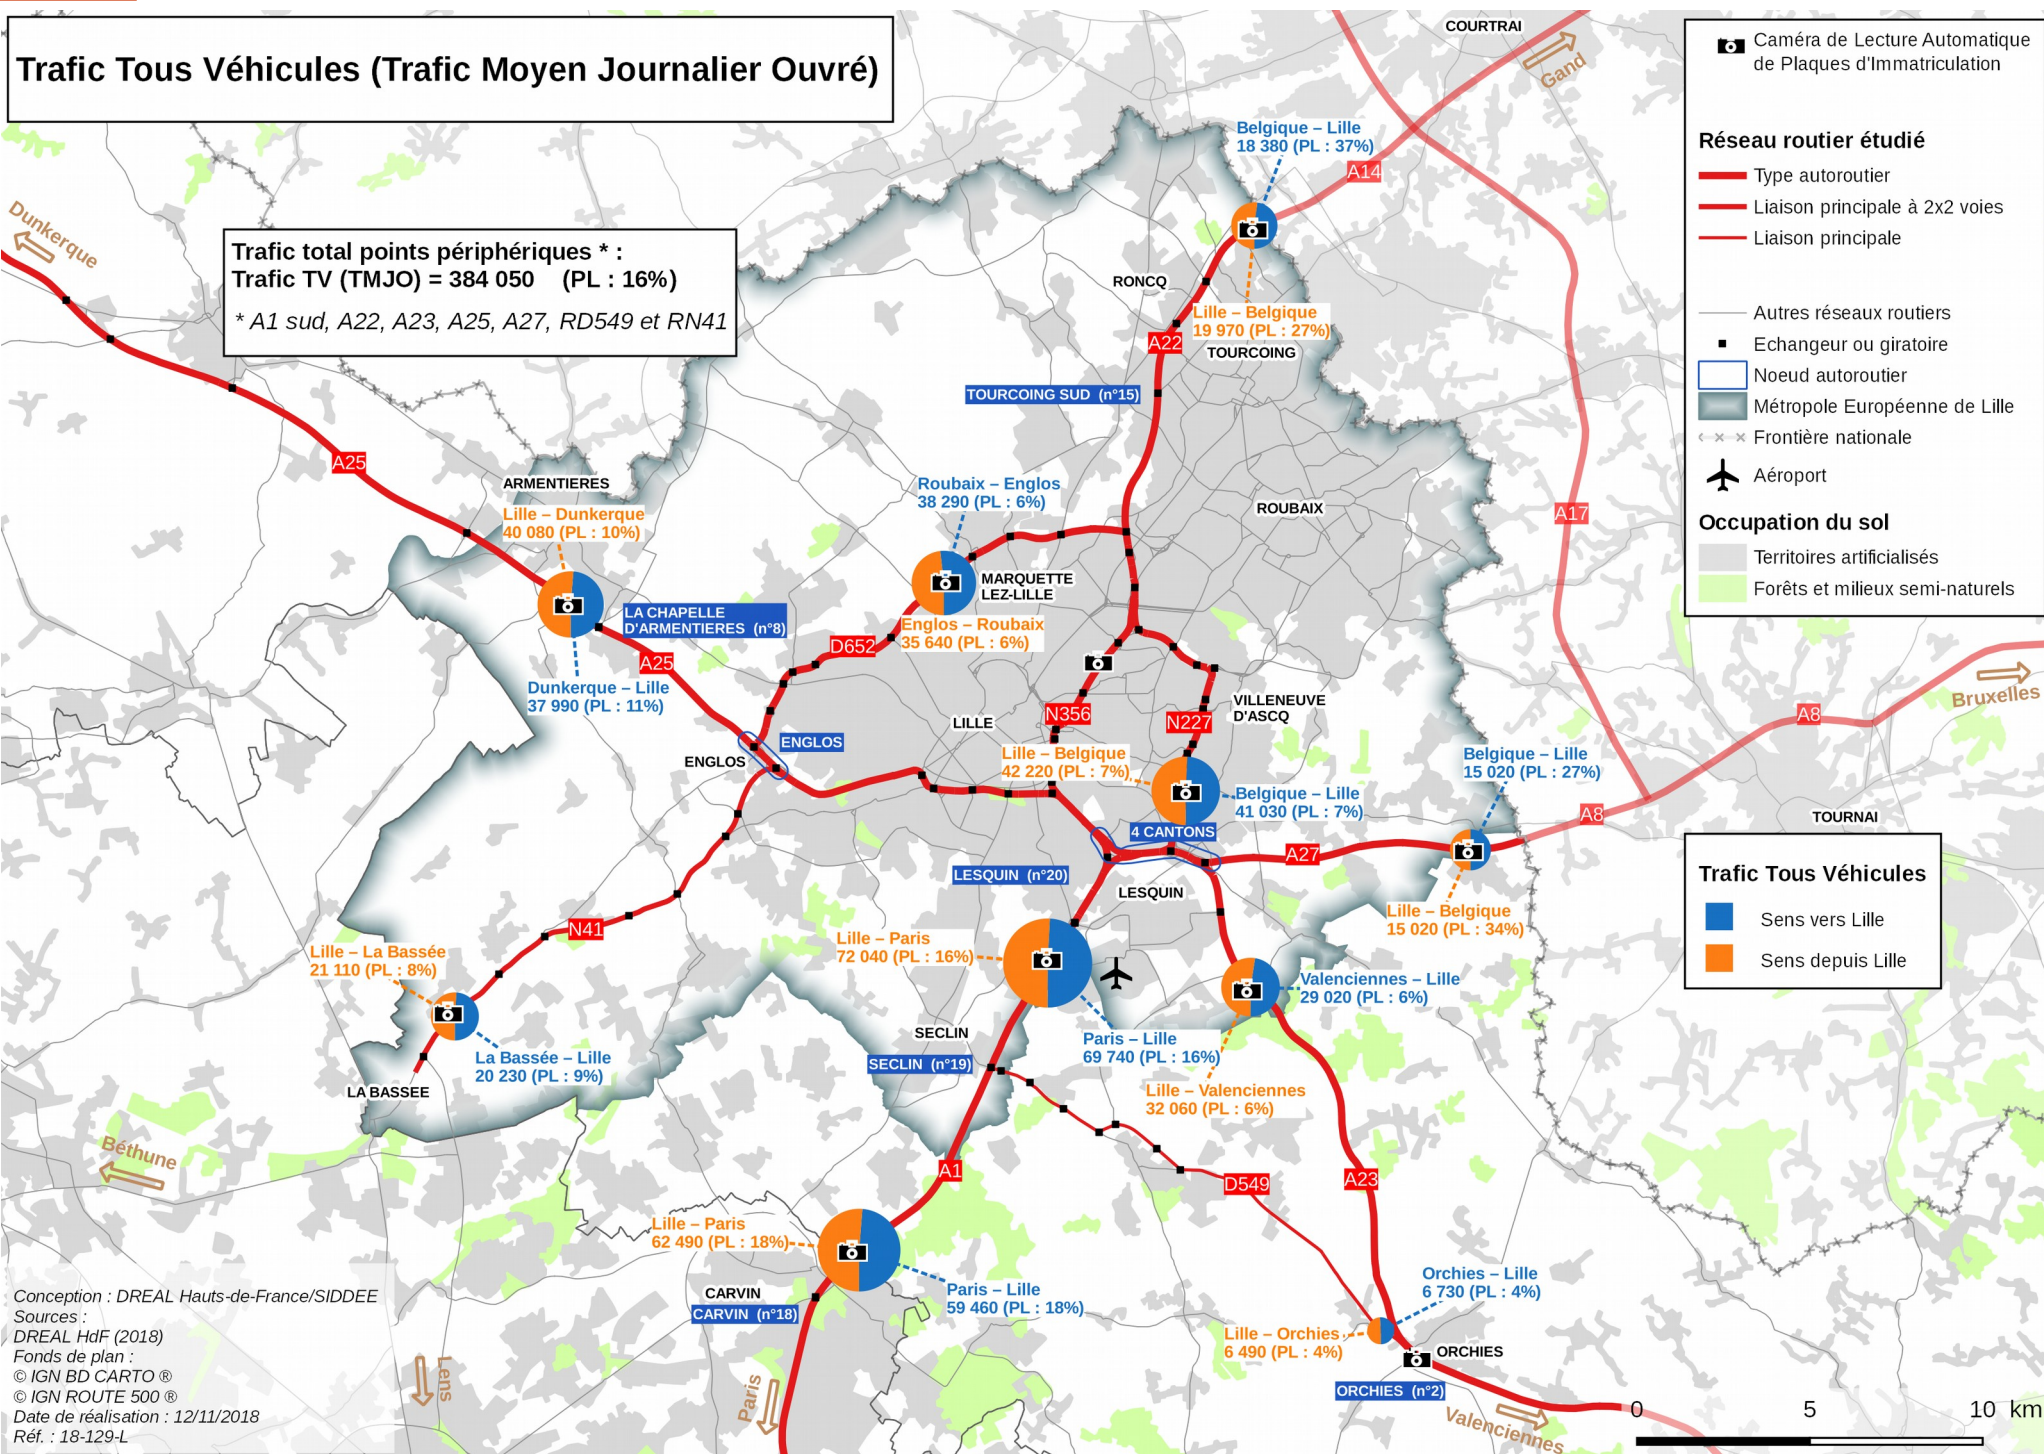 Trafic Tous Véhicules (Trafic Moyen Journalier Ouvré)
Trafic total points périphériques * :
Trafic TV (TMJO) = 384 050 (PL : 16%)
* A1 sud, A22, A23, A25, A27, RD549 et RN41
COURTRAI
Gand
Dunkerque
Belgique – Lille
18 380 (PL : 37%)
A14
RONCQ
Lille – Belgique
19 970 (PL : 27%)
A22
TOURCOING
TOURCOING SUD (n°15)
A25
ARMENTIERES
Lille – Dunkerque
40 080 (PL : 10%)
Roubaix – Englos
38 290 (PL : 6%)
ROUBAIX
A17
MARQUETTE
LEZ-LILLE
LA CHAPELLE
D'ARMENTIERES (n°8)
Englos – Roubaix
35 640 (PL : 6%)
D652
A25
Dunkerque – Lille
37 990 (PL : 11%)
LILLE
N356
N227
VILLENEUVE
D'ASCQ
A8
Bruxelles
ENGLOS
ENGLOS
Lille – Belgique
42 220 (PL : 7%)
Belgique – Lille
41 030 (PL : 7%)
Belgique – Lille
15 020 (PL : 27%)
A8
TOURNAI
4 CANTONS
A27
LESQUIN (n°20)
LESQUIN
Lille – Belgique
15 020 (PL : 34%)
N41
Lille – La Bassée
21 110 (PL : 8%)
Lille – Paris
72 040 (PL : 16%)
Valenciennes – Lille
29 020 (PL : 6%)
SECLIN
SECLIN (n°19)
Paris – Lille
69 740 (PL : 16%)
La Bassée – Lille
20 230 (PL : 9%)
LA BASSEE
Lille – Valenciennes
32 060 (PL : 6%)
Béthune
A1
D549
A23
Lille – Paris
62 490 (PL : 18%)
Paris – Lille
59 460 (PL : 18%)
CARVIN
CARVIN (n°18)
Orchies – Lille
6 730 (PL : 4%)
Lille – Orchies
6 490 (PL : 4%)
ORCHIES
ORCHIES (n°2)
Lens
Paris
Valenciennes
Caméra de Lecture Automatique
de Plaques d'Immatriculation
Réseau routier étudié
Type autoroutier
Liaison principale à 2x2 voies
Liaison principale
Autres réseaux routiers
Echangeur ou giratoire
Noeud autoroutier
Métropole Européenne de Lille
Frontière nationale
Aéroport
Occupation du sol
Territoires artificialisés
Forêts et milieux semi-naturels
Trafic Tous Véhicules
Sens vers Lille
Sens depuis Lille
Conception : DREAL Hauts-de-France/SIDDEE
Sources :
DREAL HdF (2018)
Fonds de plan :
© IGN BD CARTO ®
© IGN ROUTE 500 ®
Date de réalisation : 12/11/2018
Réf. : 18-129-L
0 5 10 km